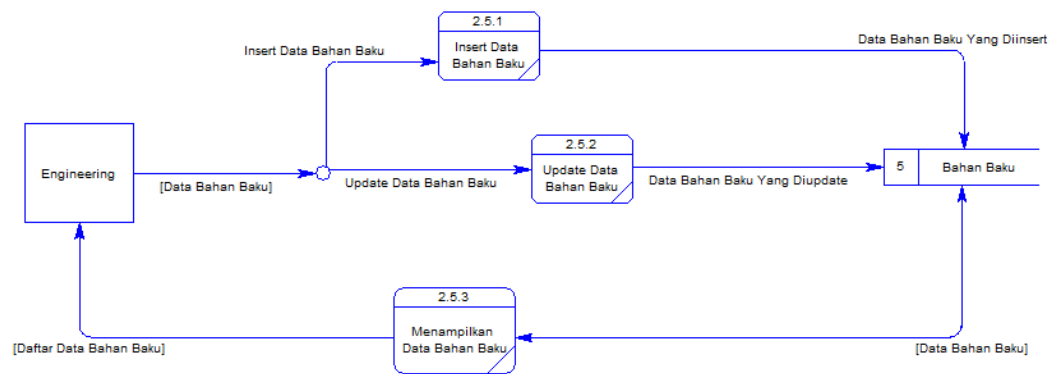 2.5.1
Insert Data Bahan Baku
Insert Data
Bahan Baku
Data Bahan Baku Yang Diinsert
Engineering
[Data Bahan Baku]
Update Data Bahan Baku
2.5.2
Update Data
Bahan Baku
Data Bahan Baku Yang Diupdate
5
Bahan Baku
2.5.3
Menampilkan
Data Bahan Baku
[Daftar Data Bahan Baku]
[Data Bahan Baku]